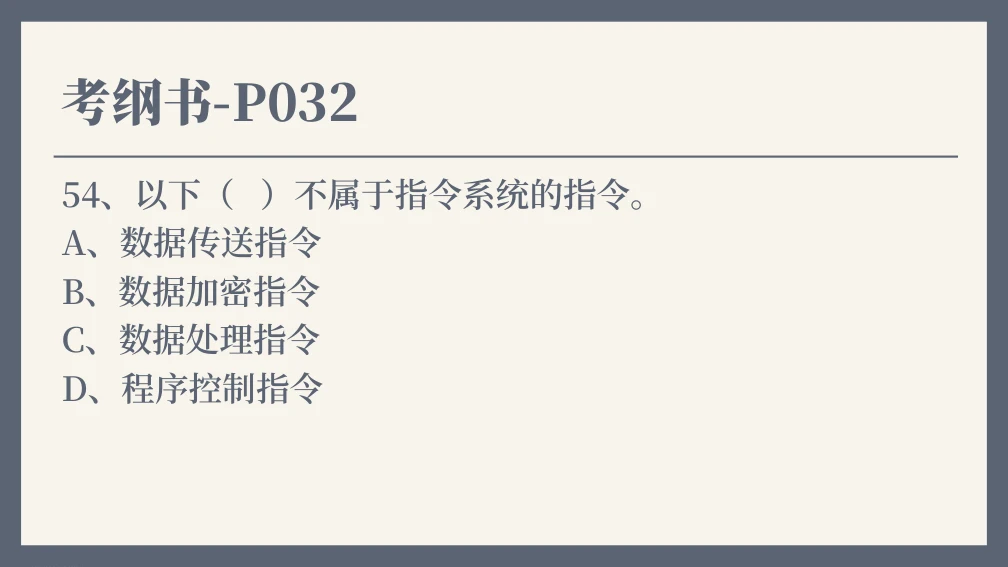 考纲书-P032
54、以下（  ）不属于指令系统的指令。
A、数据传送指令
B、数据加密指令
C、数据处理指令
D、程序控制指令